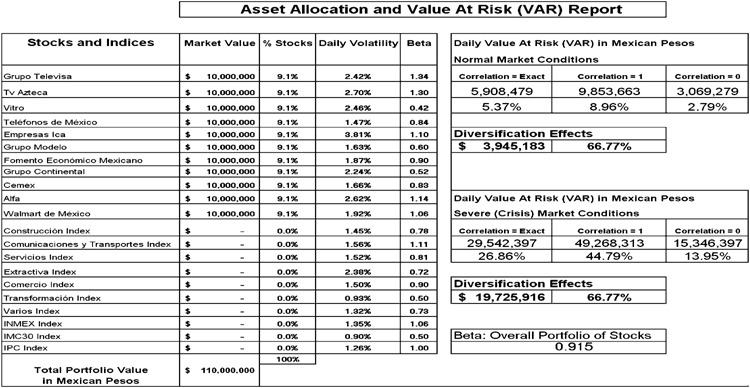 Asset Allocation and Value At Risk (VAR) Report
Stocks and Indices Market Value % Stocks Daily Volatility Beta
Grupo Televisa $ 10,000,000 9.1% 2.42% 1.34
Tv Azteca $ 10,000,000 9.1% 2.70% 1.30
Vitro $ 10,000,000 9.1% 2.46% 0.42
Teléfonos de México $ 10,000,000 9.1% 1.47% 0.84
Empresas Ica $ 10,000,000 9.1% 3.81% 1.10
Grupo Modelo $ 10,000,000 9.1% 1.63% 0.60
Fomento Económico Mexicano $ 10,000,000 9.1% 1.87% 0.90
Grupo Continental $ 10,000,000 9.1% 2.24% 0.52
Cemex $ 10,000,000 9.1% 1.66% 0.83
Alfa $ 10,000,000 9.1% 2.62% 1.14
Walmart de México $ 10,000,000 9.1% 1.92% 1.06
Construcción Index $ – 0.0% 1.45% 0.78
Comunicaciones y Transportes Index $ – 0.0% 1.56% 1.11
Servicios Index $ – 0.0% 1.52% 0.81
Extractiva Index $ – 0.0% 2.38% 0.72
Comercio Index $ – 0.0% 1.50% 0.90
Transformación Index $ – 0.0% 0.93% 0.50
Varios Index $ – 0.0% 1.32% 0.73
INMEX Index $ – 0.0% 1.35% 1.06
IMC30 Index $ – 0.0% 0.90% 0.50
IPC Index $ – 0.0% 1.26% 1.00
100%
Total Portfolio Value $ 110,000,000
in Mexican Pesos
Daily Value At Risk (VAR) in Mexican Pesos
Normal Market Conditions
Correlation = Exact Correlation = 1 Correlation = 0
5,908,479 9,853,663 3,069,279
5.37% 8.96% 2.79%
Diversification Effects
$ 3,945,183 66.77%
Daily Value At Risk (VAR) in Mexican Pesos
Severe (Crisis) Market Conditions
Correlation = Exact Correlation = 1 Correlation = 0
29,542,397 49,268,313 15,346,397
26.86% 44.79% 13.95%
Diversification Effects
$ 19,725,916 66.77%
Beta: Overall Portfolio of Stocks
0.915